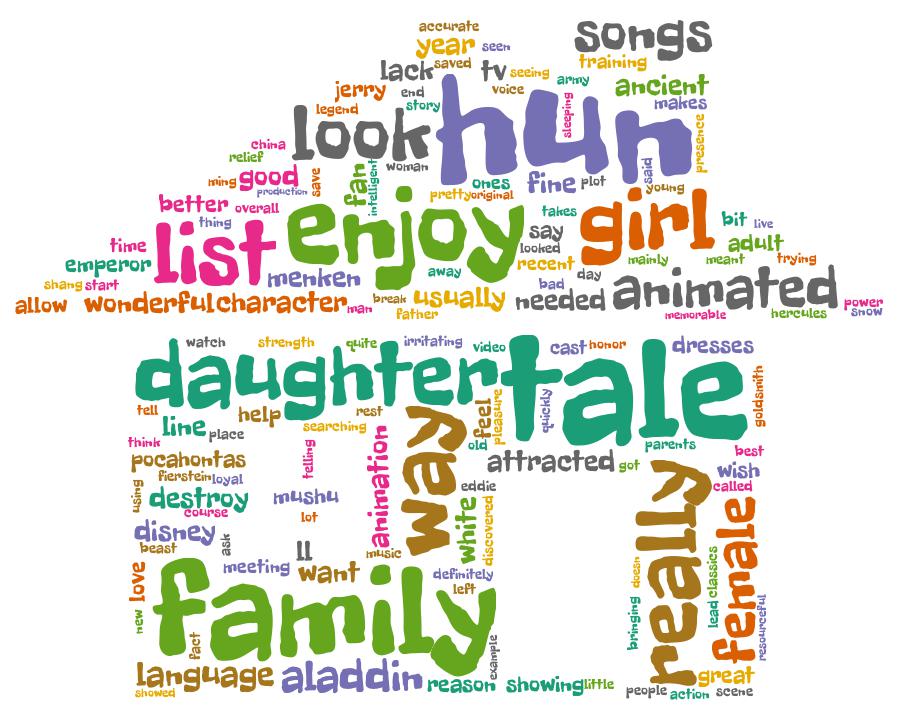 accurate
year seen
songs
lack saved tv seeing training
jerry end voice army ancient
legend story hun sleeping makes
look presence
china woman said
relief
ming good save fan intelligent ones fine plot young
production pretty original
better overall enjoy takes girl bit live
thing say
time list looked adult
emperor menken away recent mainly meant trying
shang start day
allow wonderful character man break usually bad needed animated power
father memorable hercules snow
watch strength quite irritating video cast honor dresses
daughter tale
tell help rest feel pleasure quickly goldsmith
line place searching way old parents
think telling animation attracted got best
pocahontas wish
fierstein loyal eddie called
using destroy mushu white discovered really female
course lot
disney ask ll music
beast meeting want definitely doesn classics
love family left bringing lead resourceful
new fact example
language aladdin reason showing little great
showed people action scene